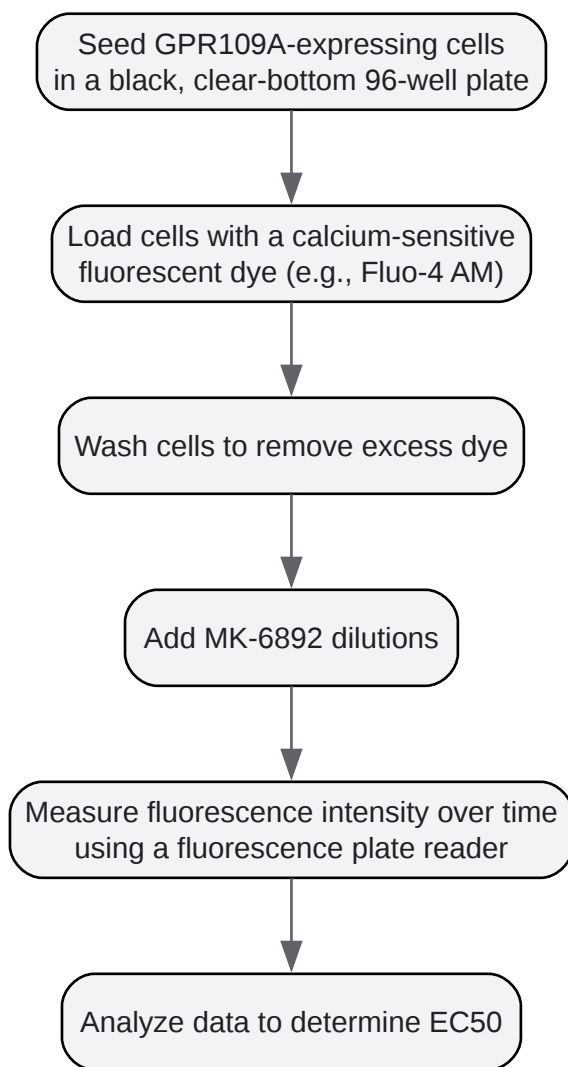 Seed GPR109A-expressing cells
in a black, clear-bottom 96-well plate
Load cells with a calcium-sensitive
fluorescent dye (e.g., Fluo-4 AM)
Wash cells to remove excess dye
Add MK-6892 dilutions
Measure fluorescence intensity over time
using a fluorescence plate reader
Analyze data to determine EC50